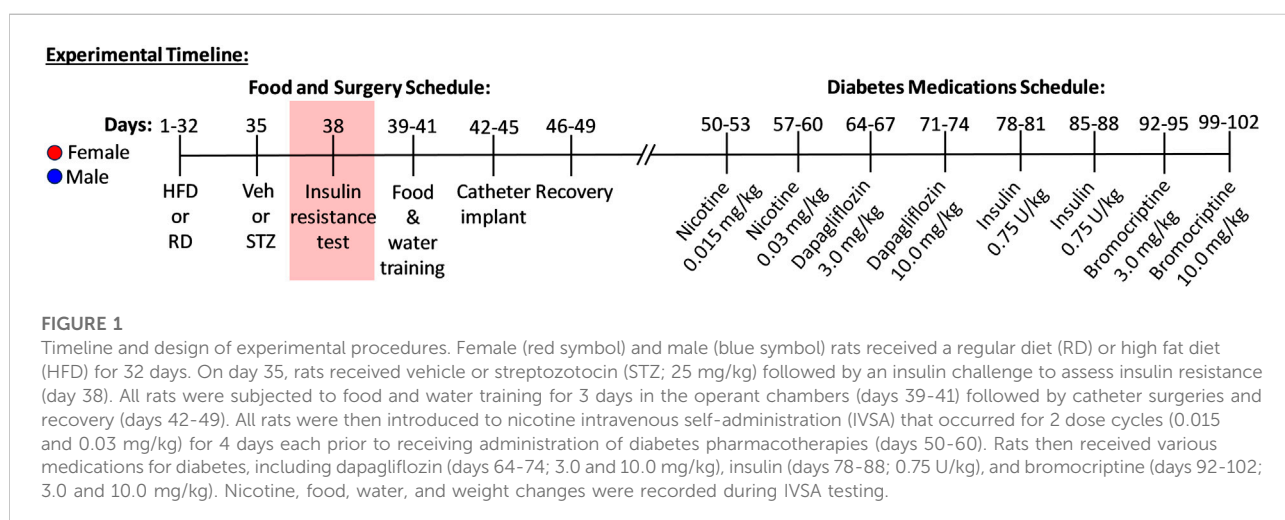 Experimental Timeline:
Food and Surgery Schedule:
Diabetes Medications Schedule:
Days: 1-32 35 38 39-41 42-45 46-49 50-53 57-60 64-67 71-74 78-81 85-88 92-95 99-102
Female
Male
HFD
or
RD
Veh
or
STZ
Insulin
resistance
test
Food
&
water
training
Catheter
implant
Recovery
Nicotine
0.015 mg/kg
Nicotine
0.03 mg/kg
Dapagliflozin
3.0 mg/kg
Dapagliflozin
10.0 mg/kg
Insulin
0.75 U/kg
Insulin
0.75 U/kg
Bromocriptine
3.0 mg/kg
Bromocriptine
10.0 mg/kg
FIGURE 1
Timeline and design of experimental procedures. Female (red symbol) and male (blue symbol) rats received a regular diet (RD) or high fat diet
(HFD) for 32 days. On day 35, rats received vehicle or streptozotocin (STZ; 25 mg/kg) followed by an insulin challenge to assess insulin resistance
(day 38). All rats were subjected to food and water training for 3 days in the operant chambers (days 39-41) followed by catheter surgeries and
recovery (days 42-49). All rats were then introduced to nicotine intravenous self-administration (IVSA) that occurred for 2 dose cycles (0.015
and 0.03 mg/kg) for 4 days each prior to receiving administration of diabetes pharmacotherapies (days 50-60). Rats then received various
medications for diabetes, including dapagliflozin (days 64-74; 3.0 and 10.0 mg/kg), insulin (days 78-88; 0.75 U/kg), and bromocriptine (days 92-102;
3.0 and 10.0 mg/kg). Nicotine, food, water, and weight changes were recorded during IVSA testing.